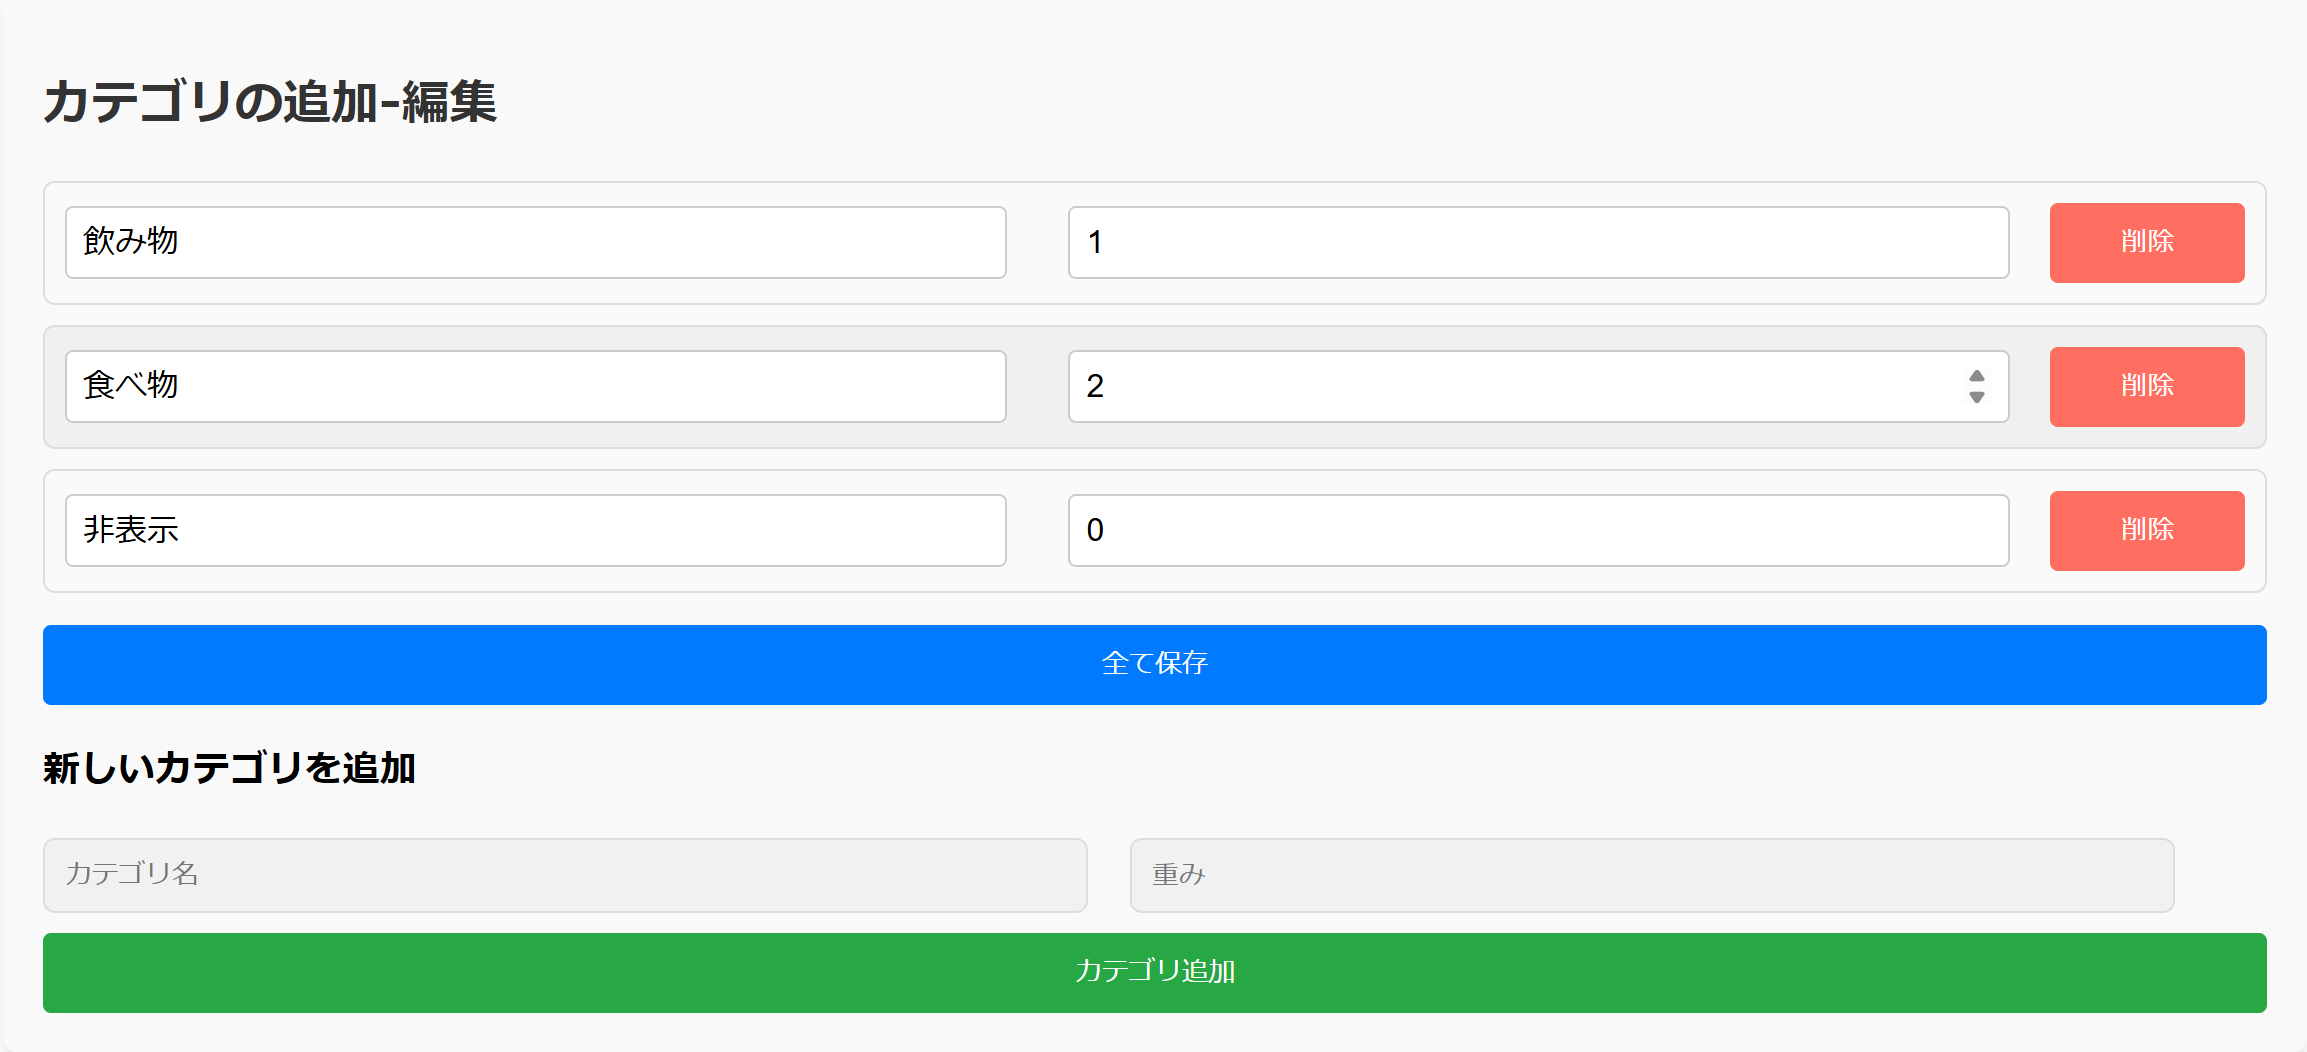 カテゴリの追加-編集
飲み物 1 削除
食べ物 2 削除
非表示 0 削除
全て保存
新しいカテゴリを追加
カテゴリ名 重み
カテゴリ追加